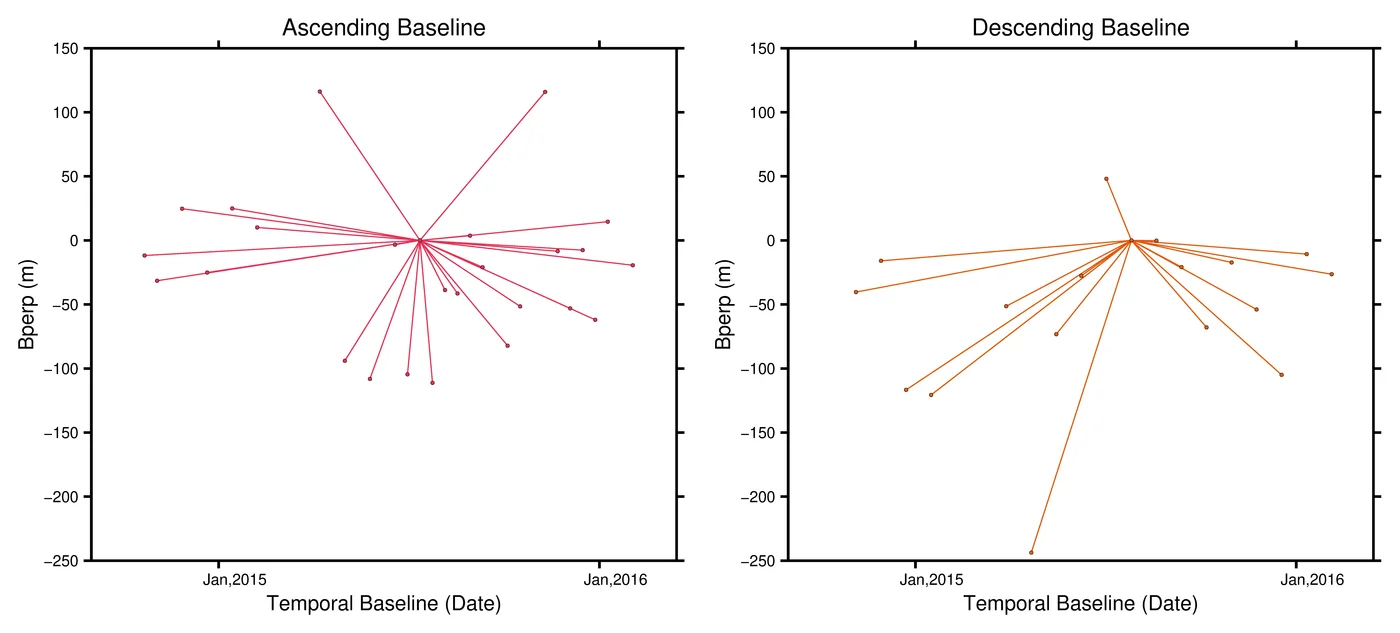 Ascending Baseline
150
100
50
0
−50
−100
−150
−200
−250
Bperp (m)
Jan,2015
Jan,2016
Temporal Baseline (Date)
Descending Baseline
150
100
50
0
−50
−100
−150
−200
−250
Bperp (m)
Jan,2015
Jan,2016
Temporal Baseline (Date)